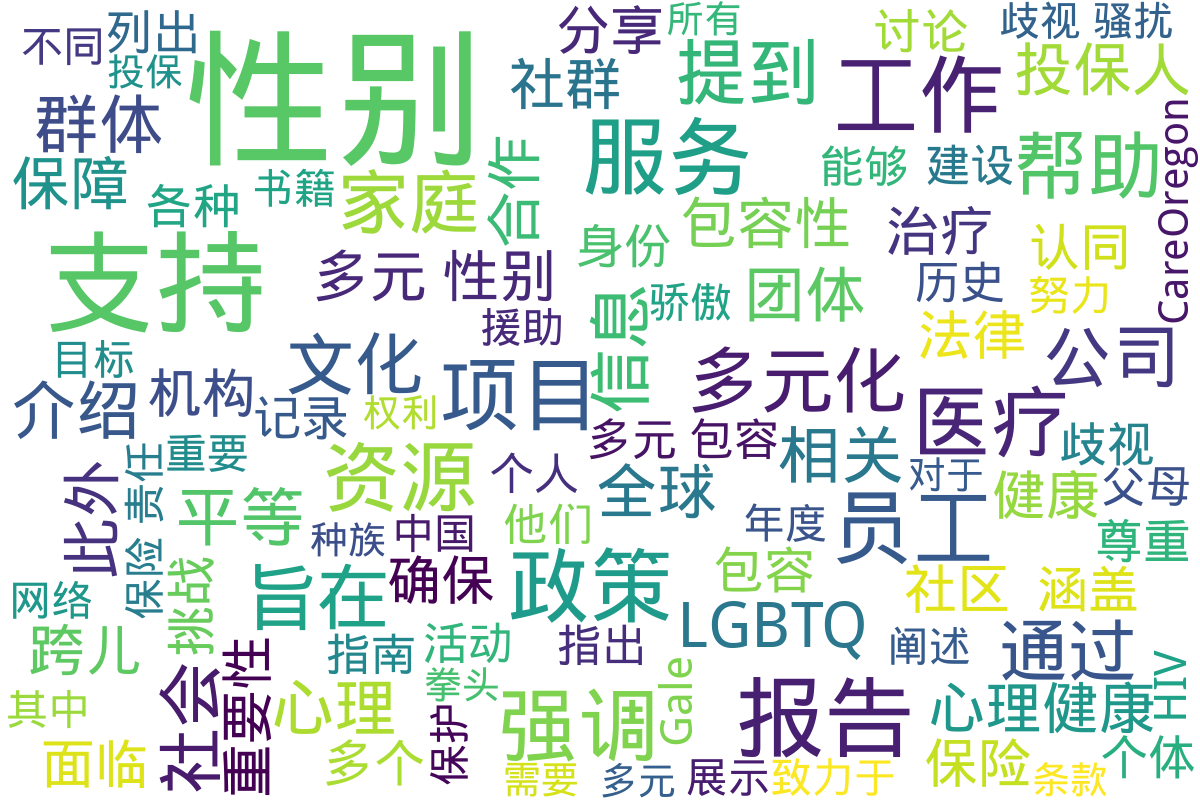 性别
支持
不同
列出
投保
群体
保障
各种
书籍
家庭
合作
分享
所有
社群
提到
服务
工作
讨论
歧视
骚扰
投保人
CareOregon
能够
建设
帮助
包容性
身份
治疗
认同
历史
努力
多元
性别
骄傲
团体
援助
信息
法律
公司
目标
文化
项目
多元化
介绍
机构
记录
权利
医疗
多元
包容
相关
歧视
重要
责任
资源
个人
全球
对于
健康
父母
此外
平等
种族
中国
他们
年度
员工
尊重
保险
挑战
旨在
确保
政策
包容
社区
涵盖
网络
跨儿
指南
活动
指出
LGBTQ
阐述
通过
HIV
社会
重要性
心理
拳头
Gale
强调
报告
心理健康
其中
面临
多个
保护
需要
多元
展示
致力于
保险
条款
个体